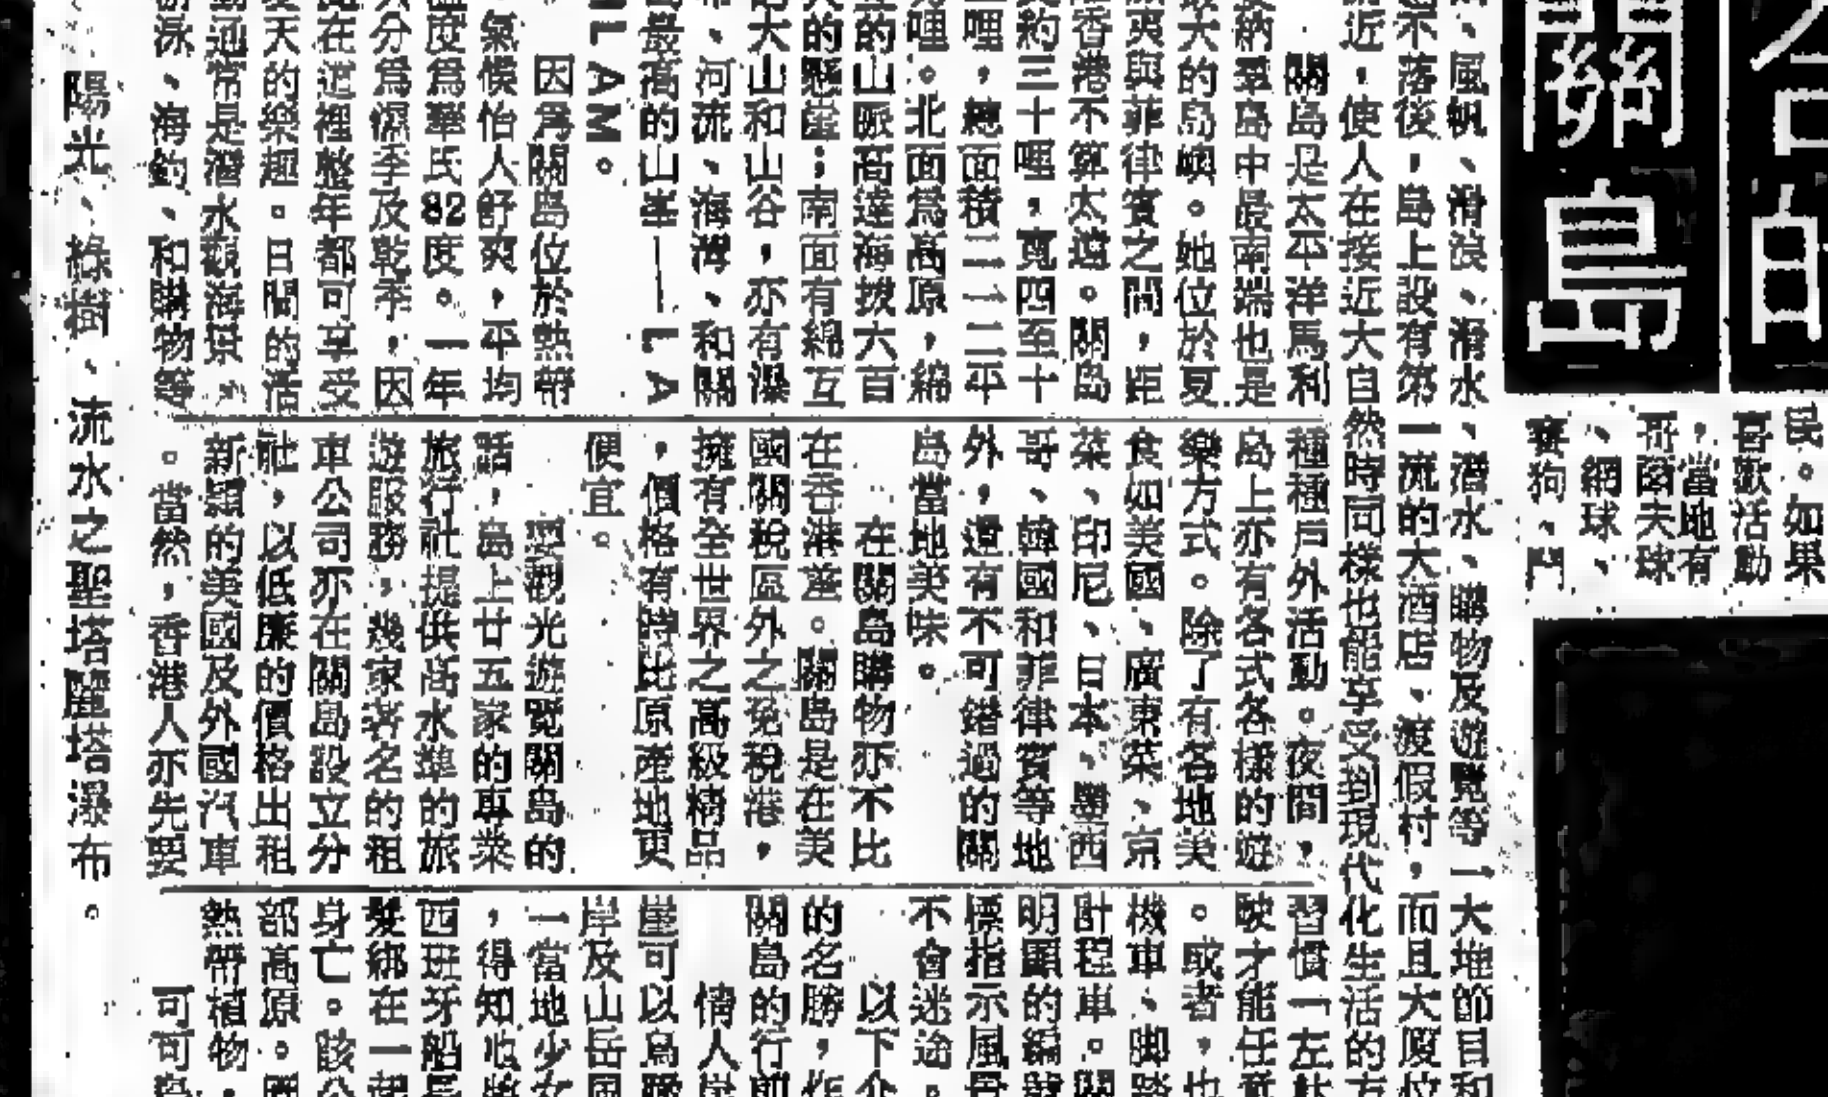 的
關島
民。如果
喜歡活動
，當地有
哥爾夫球
、網球、
賽狗、鬥
、風帆、滑浪、滑水、潛水、購物及遊覽等一大堆節目和
不落後，島上設有第一流的大酒店、渡假村，而且大廈位
近，使人在接近大自然時同樣也能享受到現代化生活的方
關島是太平洋馬利
納羣島中最南端也是
大的島嶼。她位於夏
夷與菲律賓之間，距
香港不算太遠。關島
約三十哩，寬四至十
哩，總面積二一二平
哩。北面為高原，綿
的山脈高達海拔六百
的懸崖；南面有綿互
大山和山谷，亦有瀑
、河流、海灣、和關
最高的山峯—LA
LAM。
因為關島位於熱帶
氣候怡人舒爽，平均
溫度為華氏82度。一年
分為濕季及乾季，因
在這裡整年都可享受
天的樂趣。日間的活
通常是潛水觀海景、
游泳、海釣、和購物等
種種戶外活動。夜間，
島上亦有各式各樣的遊
樂方式。除了有各地美
食如美國、廣東菜、京
菜、印尼、日本、墨西
哥、韓國和菲律賓等地
外，還有不可錯過的關
島當地美味。
在關島購物亦不比
在香港差。關島是在美
國關稅區外之免稅港，
擁有全世界之高級精品
，價格有時比原產地更
便宜。
要觀光遊覽關島的
話，島上廿五家的專業
旅行社提供高水準的旅
遊服務，幾家著名的租
車公司亦在關島設立分
社，以低廉的價格出租
新穎的美國及外國汽車
。當然，香港人亦先要
習慣一左軚
駛才能任意
。或者，也
機車、脚踏
計程車。關
明顯的編號
標指示風景
不會迷途。
以下介
的名勝，作
關島的行前
情人崖
崖可以鳥瞰
岸及山岳風
一當地少女
，得知
西班牙船長
髮綁在一起
身亡。該公
部高原。
熱帶植物，
可可島
陽光、綠樹、流水之聖塔麗塔瀑布。